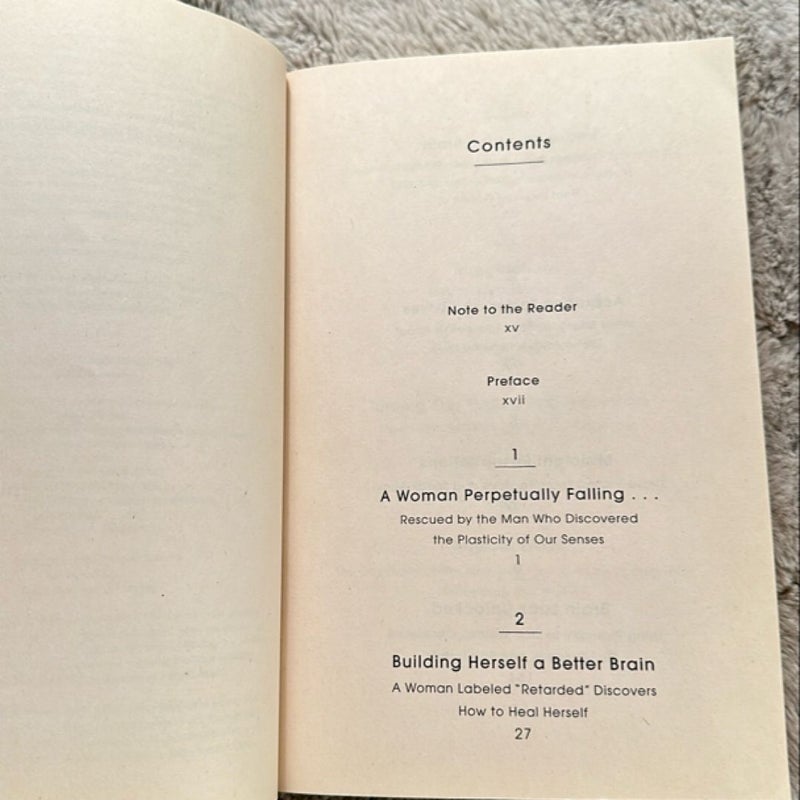 Contents
Note to the Reader
xv
Preface
xvii
1
A Woman Perpetually Falling . . .
Rescued by the Man Who Discovered
the Plasticity of Our Senses
1
2
Building Herself a Better Brain
A Woman Labeled “Retarded” Discovers
How to Heal Herself
27